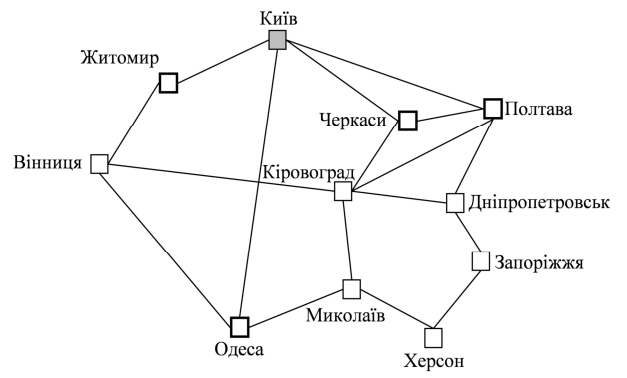 Київ
Житомир
Черкаси
Полтава
Вінниця
Кіровоград
Дніпропетровськ
Запоріжжя
Миколаїв
Одеса
Херсон